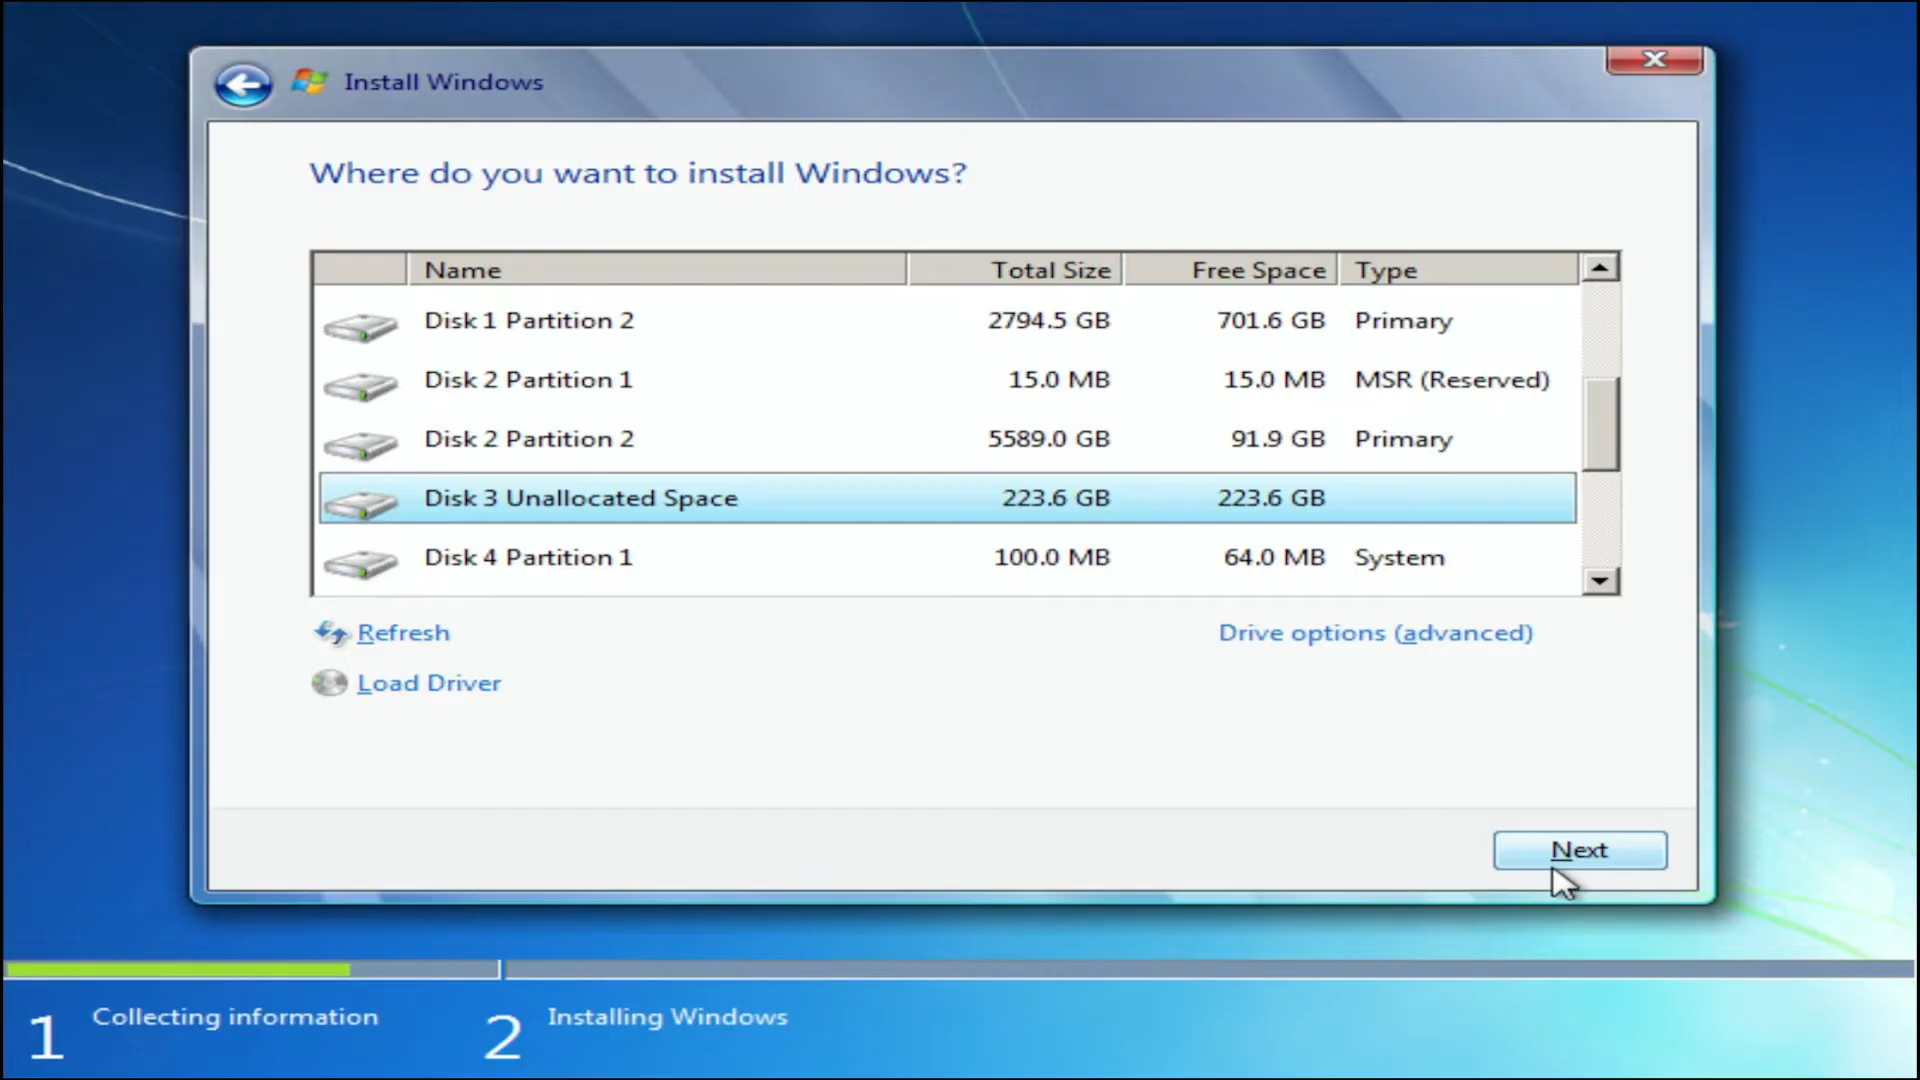 Install Windows
Where do you want to install Windows?
Name Total Size Free Space Type
Disk 1 Partition 2 2794.5 GB 701.6 GB Primary
Disk 2 Partition 1 15.0 MB 15.0 MB MSR (Reserved)
Disk 2 Partition 2 5589.0 GB 91.9 GB Primary
Disk 3 Unallocated Space 223.6 GB 223.6 GB
Disk 4 Partition 1 100.0 MB 64.0 MB System
Refresh Drive options (advanced)
Load Driver
Next
1 Collecting information 2 Installing Windows